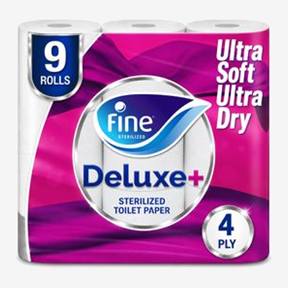 9
ROLLS
Ultra
Soft
Ultra
Dry
fine
STERILIZED
Deluxe+
STERILIZED
TOILET PAPER
4
PLY